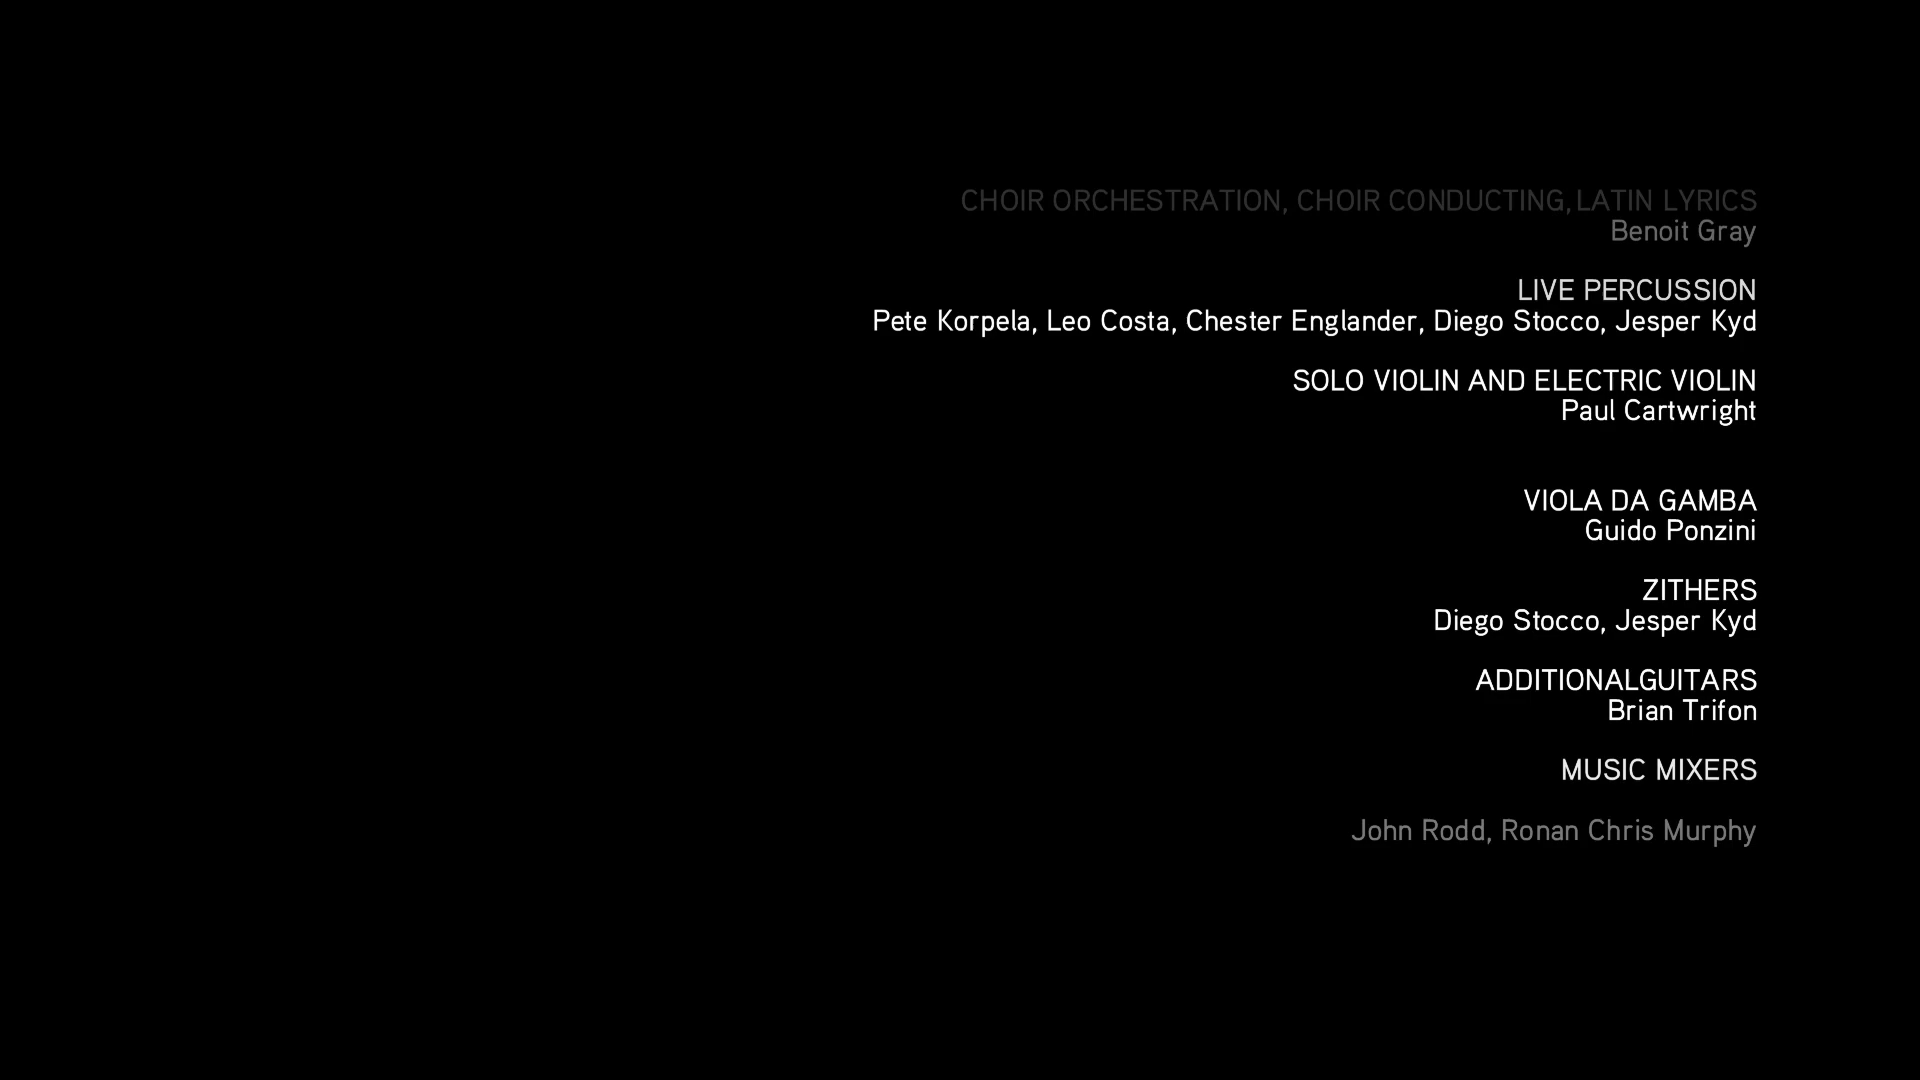 CHOIR ORCHESTRATION, CHOIR CONDUCTING, LATIN LYRICS
Benoit Gray
LIVE PERCUSSION
Pete Korpela, Leo Costa, Chester Englander, Diego Stocco, Jesper Kyd
SOLO VIOLIN AND ELECTRIC VIOLIN
Paul Cartwright
VIOLA DA GAMBA
Guido Ponzini
ZITHERS
Diego Stocco, Jesper Kyd
ADDITIONALGUITARS
Brian Trifon
MUSIC MIXERS
John Rodd, Ronan Chris Murphy